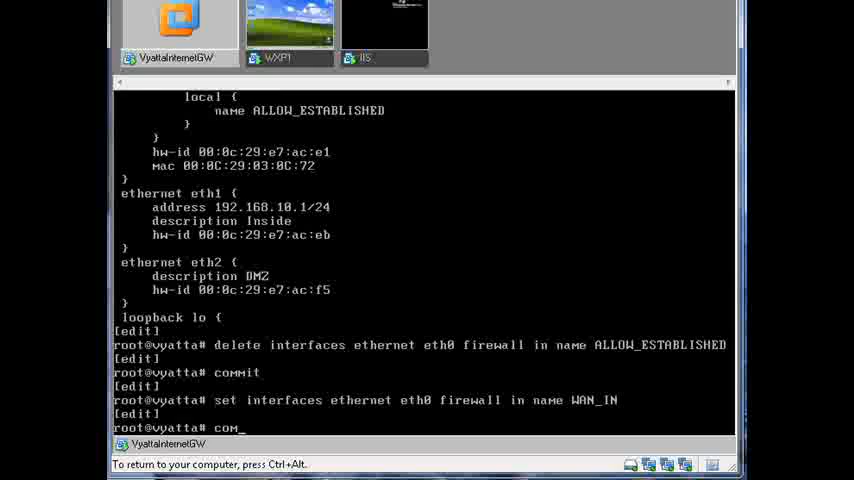 VyattaInternetGW
WXP1
IIS
local {
name ALLOW_ESTABLISHED
}
}
hw-id 00:0c:29:e7:ac:e1
mac 00:0C:29:03:0C:72
}
ethernet eth1 {
address 192.168.10.1/24
description Inside
hw-id 00:0c:29:e7:ac:eb
}
ethernet eth2 {
description DMZ
hw-id 00:0c:29:e7:ac:f5
}
loopback lo {
[edit]
root@vyatta# delete interfaces ethernet eth0 firewall in name ALLOW_ESTABLISHED
[edit]
root@vyatta# commit
[edit]
root@vyatta# set interfaces ethernet eth0 firewall in name WAN_IN
[edit]
root@vyatta# com_
VyattaInternetGW
To return to your computer, press Ctrl+Alt.